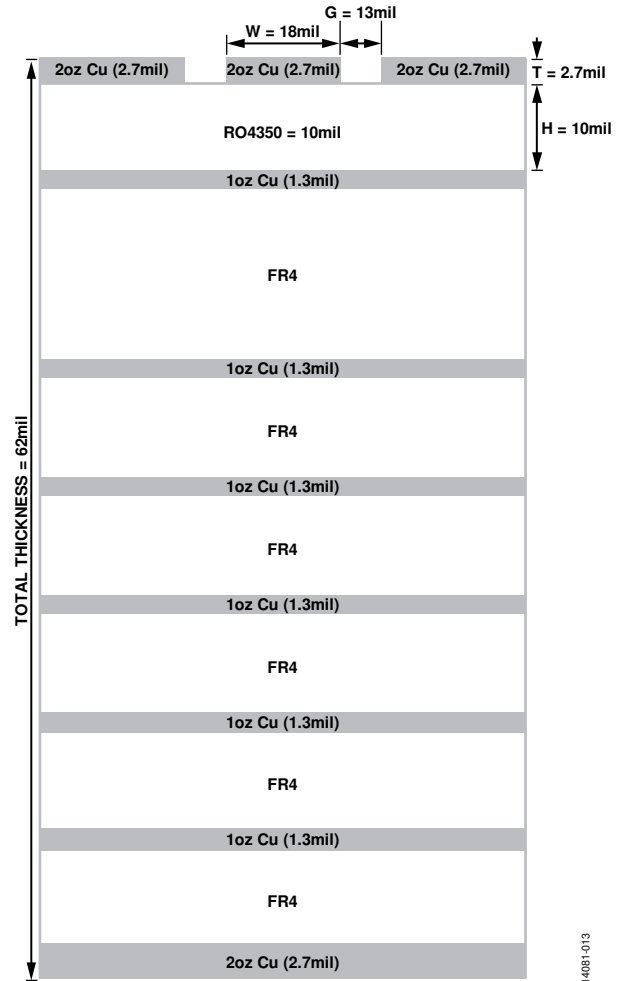 G = 13mil
W = 18mil
2oz Cu (2.7mil)
2oz Cu (2.7mil)
2oz Cu (2.7mil)
T = 2.7mil
RO4350 = 10mil
H = 10mil
1oz Cu (1.3mil)
FR4
1oz Cu (1.3mil)
FR4
1oz Cu (1.3mil)
FR4
1oz Cu (1.3mil)
FR4
1oz Cu (1.3mil)
FR4
1oz Cu (1.3mil)
FR4
2oz Cu (2.7mil)
TOTAL THICKNESS = 62mil
14081-013